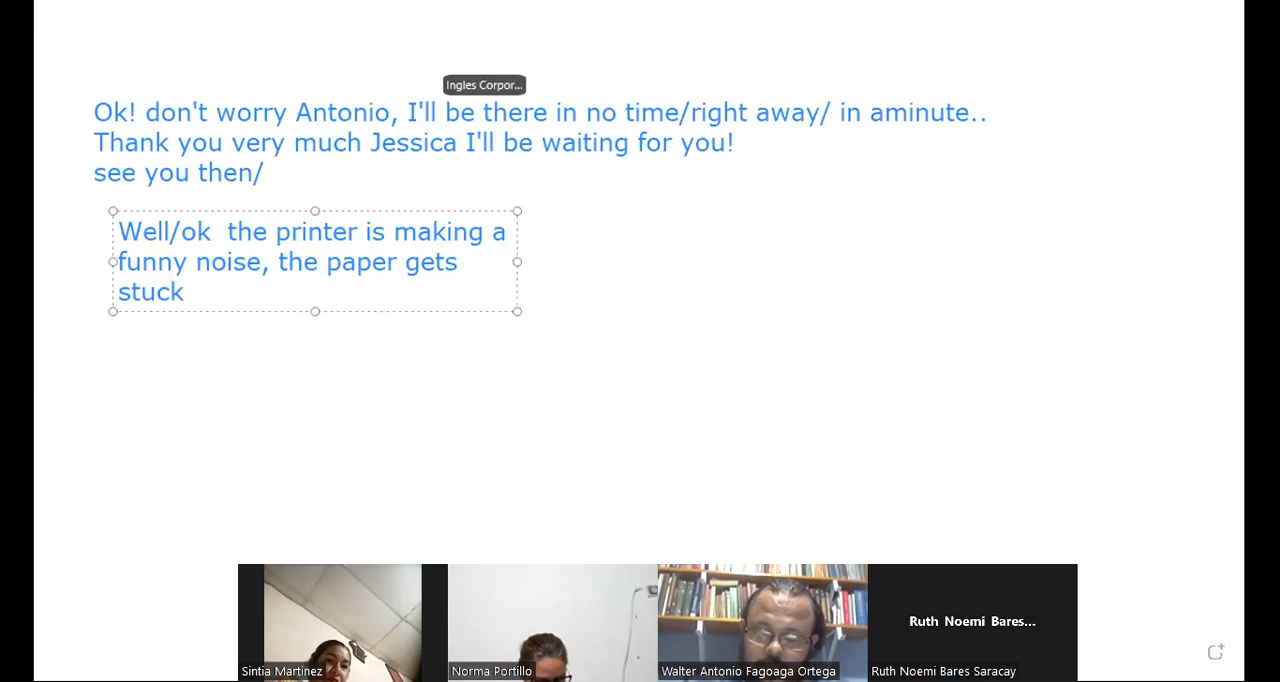 Ingles Corpor...
Ok! don't worry Antonio, I'll be there in no time/right away/ in aminute..
Thank you very much Jessica I'll be waiting for you!
see you then/
Well/ok  the printer is making a
funny noise, the paper gets
stuck
Ruth Noemi Bares...
Sintia Martinez
Norma Portillo
Walter Antonio Fagoaga Ortega
Ruth Noemi Bares Saracay